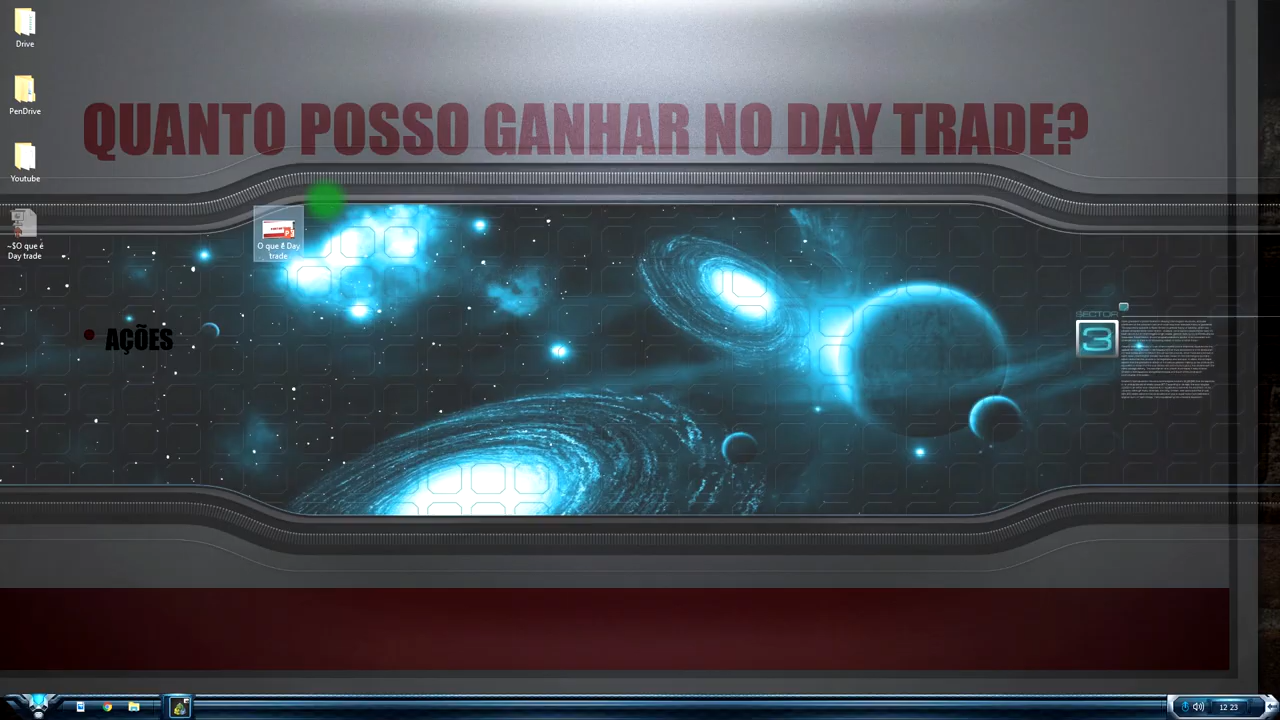 Drive
QUANTO POSSO GANHAR NO DAY TRADE?
PenDrive
Youtube
~$O que é
Day trade
O que é Day
trade
SECTOR
3
• AÇÕES
12 23